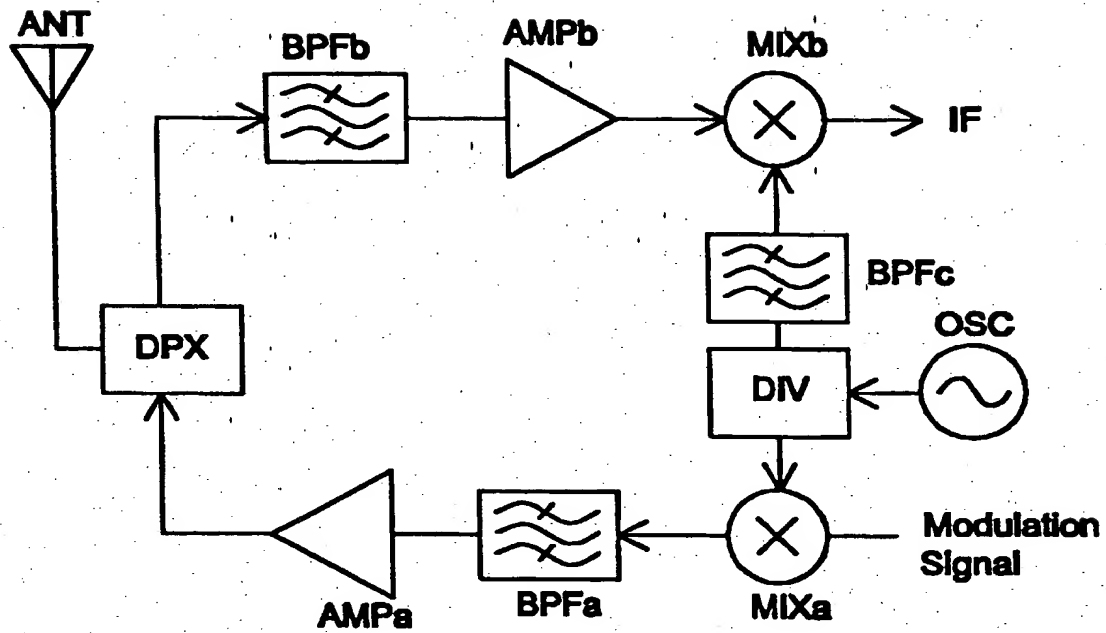 ANT
BPFb
AMPb
MIXb
IF
BPFc
OSC
DPX
DIV
Modulation
Signal
AMPa
BPFa
MIXa